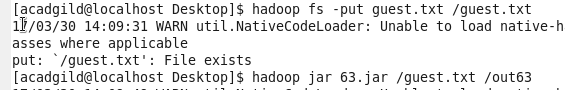 [acadgild@localhost Desktop]$ hadoop fs -put guest.txt /guest.txt
17/03/30 14:09:31 WARN util.NativeCodeLoader: Unable to load native-h
asses where applicable
put: `/guest.txt': File exists
[acadgild@localhost Desktop]$ hadoop jar 63.jar /guest.txt /out63